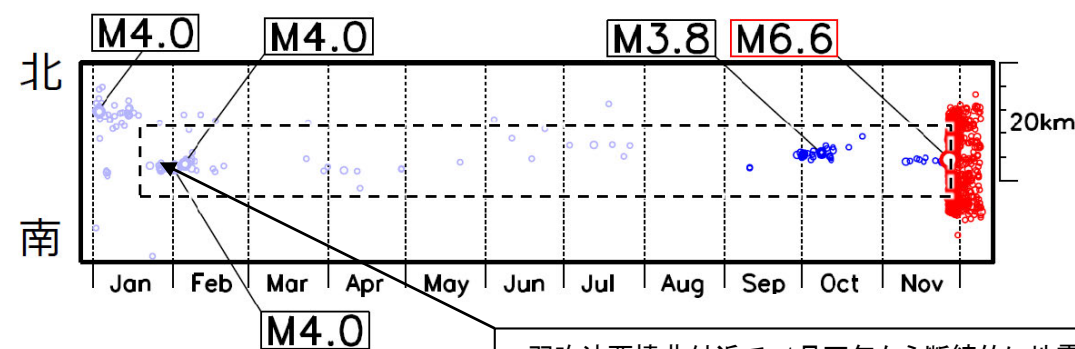 M4.0 M4.0 M3.8 M6.6
北
20km
南
Jan Feb Mar Apr May Jun Jul Aug Sep Oct Nov
M4.0